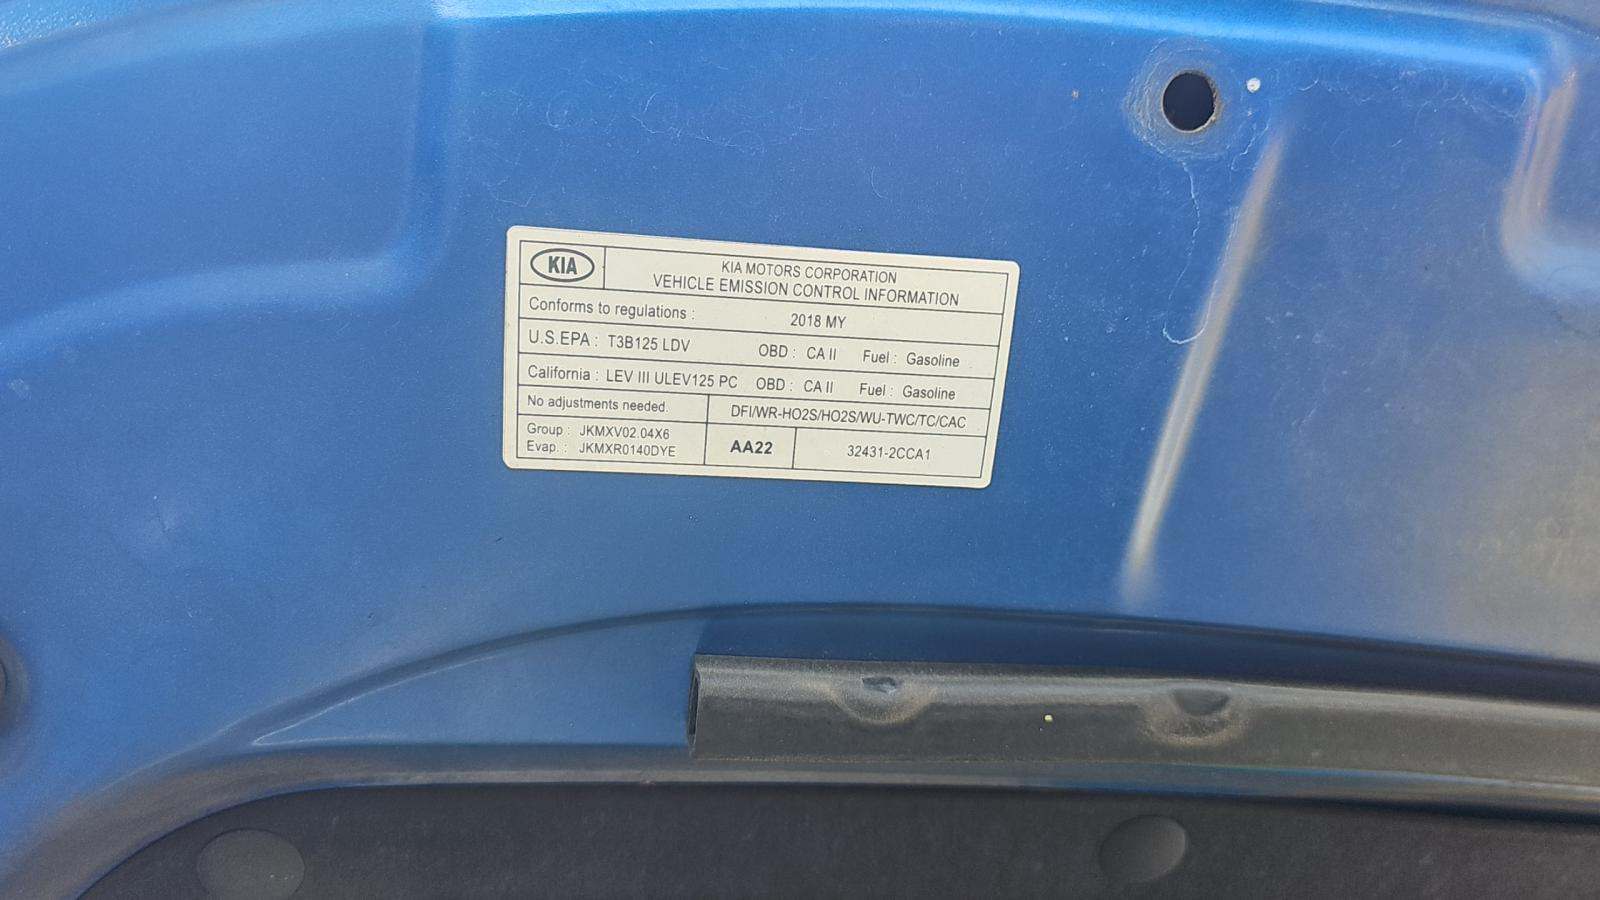 KIA
KIA MOTORS CORPORATION
VEHICLE EMISSION CONTROL INFORMATION
Conforms to regulations : 2018 MY
U.S.EPA : T3B125 LDV OBD : CA II Fuel : Gasoline
California : LEV III ULEV125 PC OBD : CA II Fuel : Gasoline
No adjustments needed. DFI/WR-HO2S/HO2S/WU-TWC/TC/CAC
Group : JKMXV02.04X6
Evap. : JKMXR0140DYE
AA22
32431-2CCA1